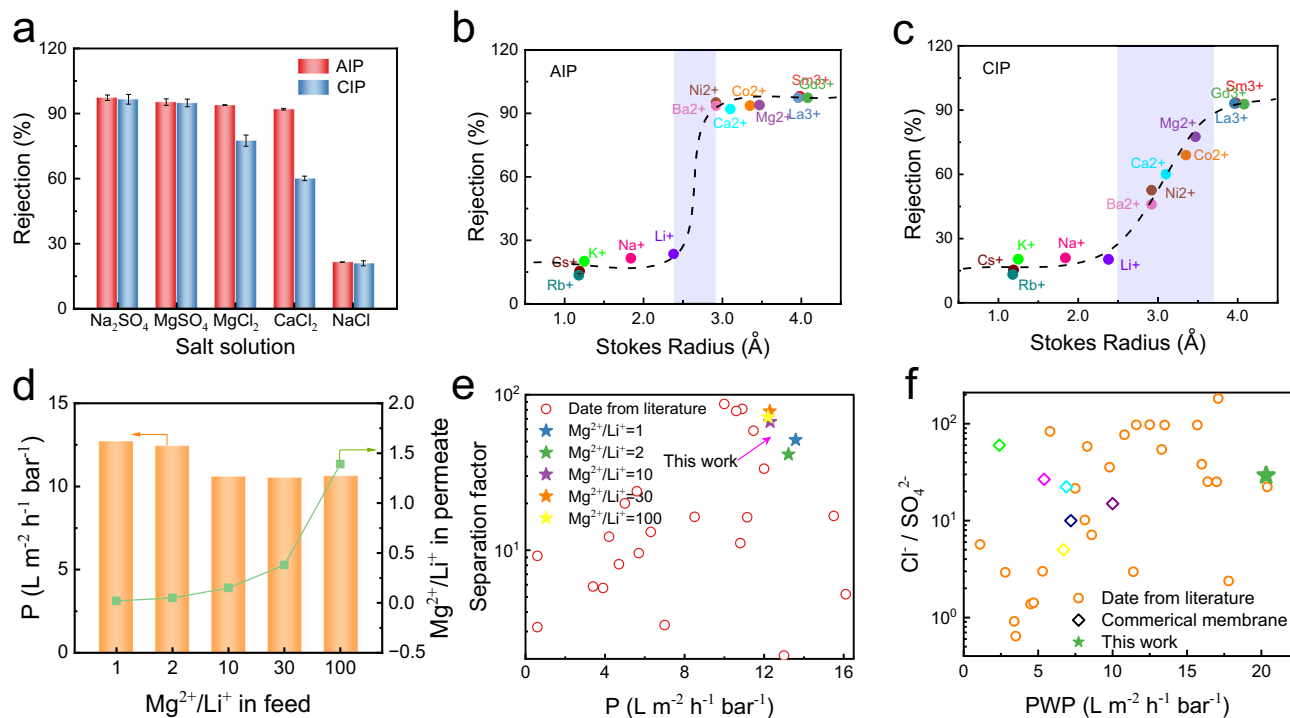 a
Rejection (%)
120
90
60
30
0
AIP
CIP
Na₂SO₄ MgSO₄ MgCl₂ CaCl₂ NaCl
Salt solution
b
Rejection (%)
120
90
60
30
0
AIP
Cs+
Rb+
K+
Na+
Li+
Ba2+
Ni2+
Ca2+
Co2+
Mg2+
Sm3+
Gd3+
La3+
1.0 2.0 3.0 4.0
Stokes Radius (Å)
c
Rejection (%)
120
90
60
30
0
CIP
Cs+
Rb+
K+
Na+
Li+
Ba2+
Ni2+
Ca2+
Co2+
Mg2+
Sm3+
Gd3+
La3+
1.0 2.0 3.0 4.0
Stokes Radius (Å)
d
P (L m⁻² h⁻¹ bar⁻¹)
15
10
5
0
2.0
1.5
1.0
0.5
0.0
−0.5
Mg²⁺/Li⁺ in permeate
1 2 10 30 100
Mg²⁺/Li⁺ in feed
e
Separation factor
10²
10¹
Date from literature
Mg²⁺/Li⁺=1
Mg²⁺/Li⁺=2
Mg²⁺/Li⁺=10
Mg²⁺/Li⁺=30
Mg²⁺/Li⁺=100
This work
0 4 8 12 16
P (L m⁻² h⁻¹ bar⁻¹)
f
Cl⁻ / SO₄²⁻
10²
10¹
10⁰
Date from literature
Commerical membrane
This work
0 5 10 15 20
PWP (L m⁻² h⁻¹ bar⁻¹)